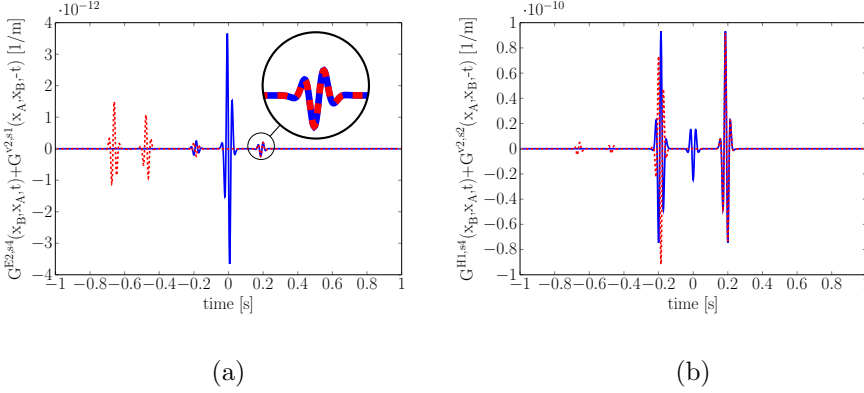 ·10⁻¹²
4
3
2
1
0
−1
−2
−3
−4
−1 −0.8 −0.6 −0.4 −0.2 0 0.2 0.4 0.6 0.8 1
time [s]
G^{E2,s4}(x_B,x_A,t)+G^{v2,s1}(x_A,x_B,-t) [1/m]
(a)
·10⁻¹⁰
1
0.8
0.6
0.4
0.2
0
−0.2
−0.4
−0.6
−0.8
−1
−1 −0.8 −0.6 −0.4 −0.2 0 0.2 0.4 0.6 0.8 1
time [s]
G^{H1,s4}(x_B,x_A,t)+G^{v2,s2}(x_A,x_B,-t) [1/m]
(b)